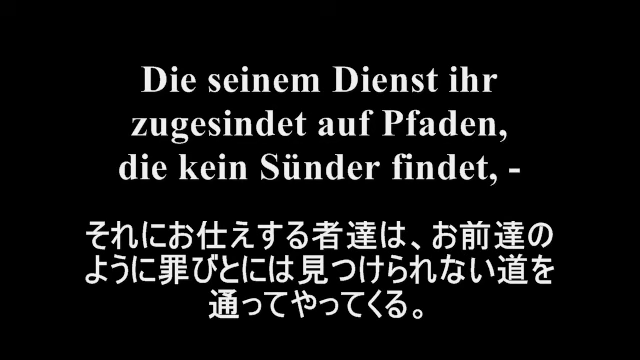 Die seinem Dienst ihr
zugesindet auf Pfaden,
die kein Sünder findet, -
それにお仕えする者達は、お前達の
ように罪びとには見つけられない道を
通ってやってくる。